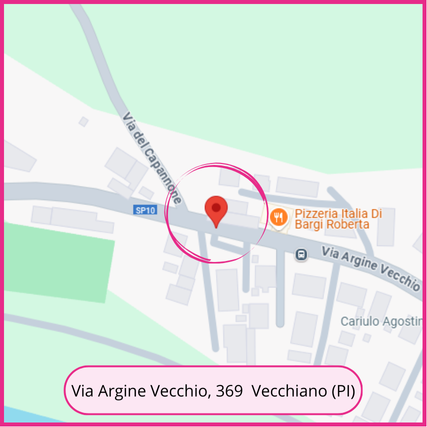 Via del Capannone
SP10
Pizzeria Italia Di
Bargi Roberta
Via Argine Vecchio
Cariulo Agostin
Via Argine Vecchio, 369 Vecchiano (PI)